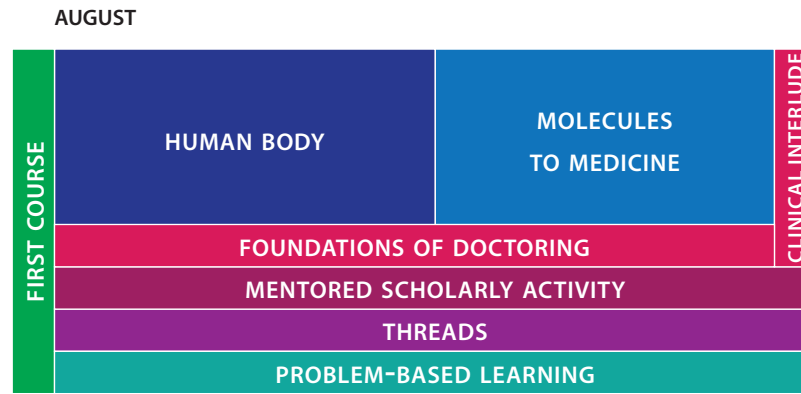 AUGUST
FIRST COURSE
HUMAN BODY
MOLECULES
TO MEDICINE
CLINICAL INTERLUDE
FOUNDATIONS OF DOCTORING
MENTORED SCHOLARLY ACTIVITY
THREADS
PROBLEM-BASED LEARNING